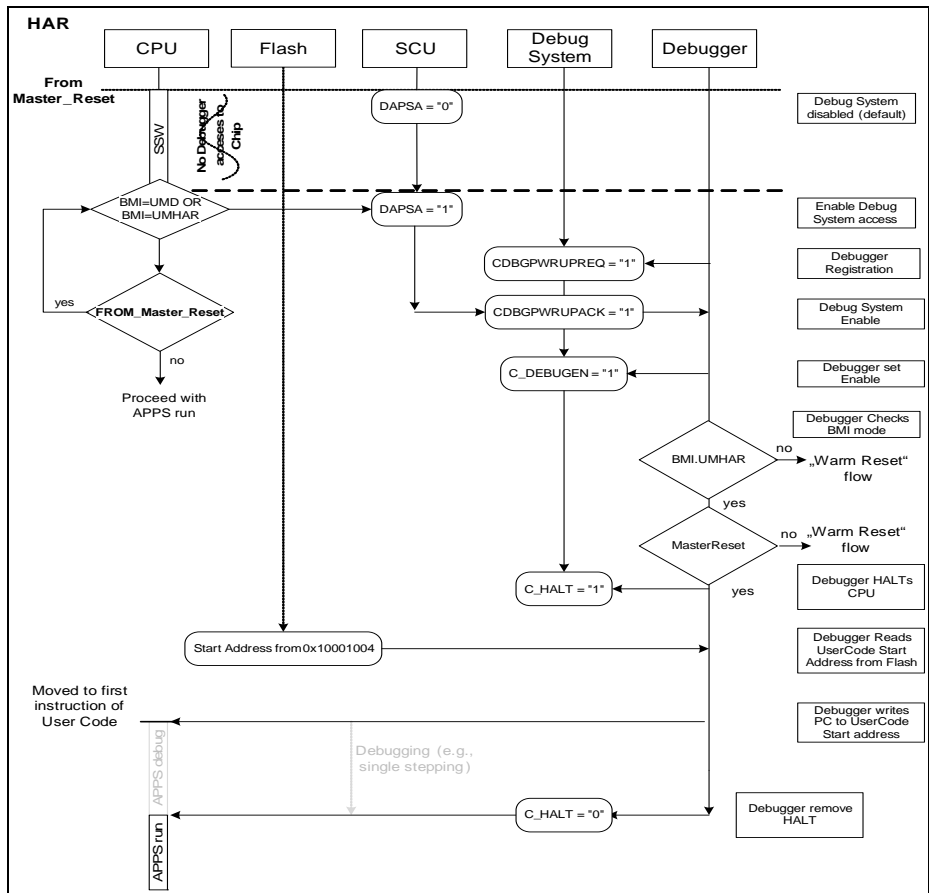 HAR
CPU
Flash
SCU
Debug
System
Debugger
From
Master_Reset
SSW
No Debugger
acceses to
Chip
DAPSA = "0"
Debug System
disabled (default)
BMI=UMD OR
BMI=UMHAR
DAPSA = "1"
Enable Debug
System access
CDBGPWRUPREQ = "1"
Debugger
Registration
yes
FROM_Master_Reset
CDBGPWRUPACK = "1"
Debug System
Enable
no
C_DEBUGEN = "1"
Debugger set
Enable
Proceed with
APPS run
Debugger Checks
BMI mode
BMI.UMHAR
no
„Warm Reset“
flow
yes
MasterReset
no
„Warm Reset“
flow
yes
C_HALT = "1"
Debugger HALTs
CPU
Start Address from 0x10001004
Debugger Reads
UserCode Start
Address from Flash
Moved to first
instruction of
User Code
Debugger writes
PC to UserCode
Start address
APPS debug
Debugging (e.g.,
single stepping)
APPS run
C_HALT = "0"
Debugger remove
HALT